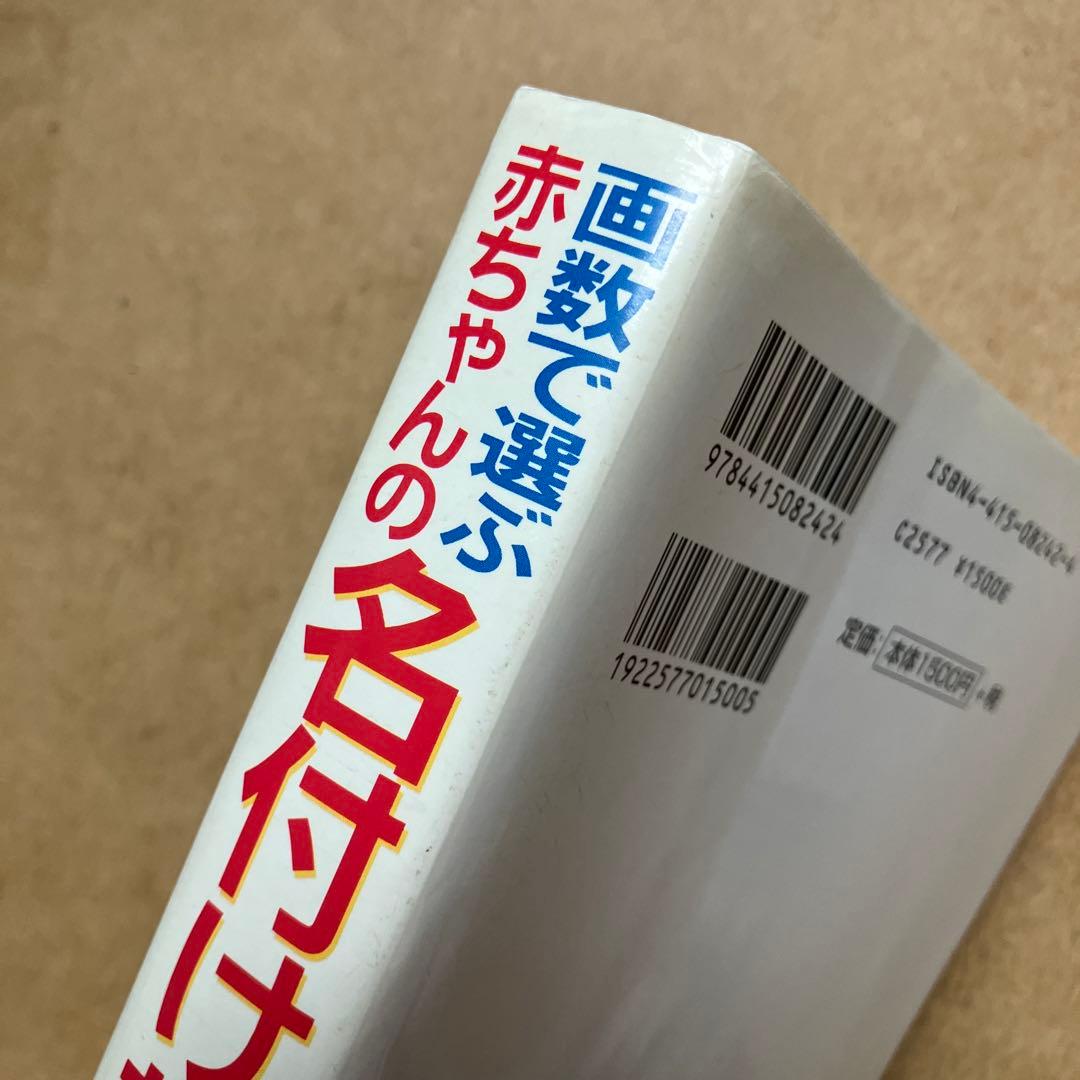 画数で選ぶ
赤ちゃんの
名付け
9784415082424
1922577015005
ISBN4-415-08242-4
C2577 ¥1500E
定価:本体1500円+税